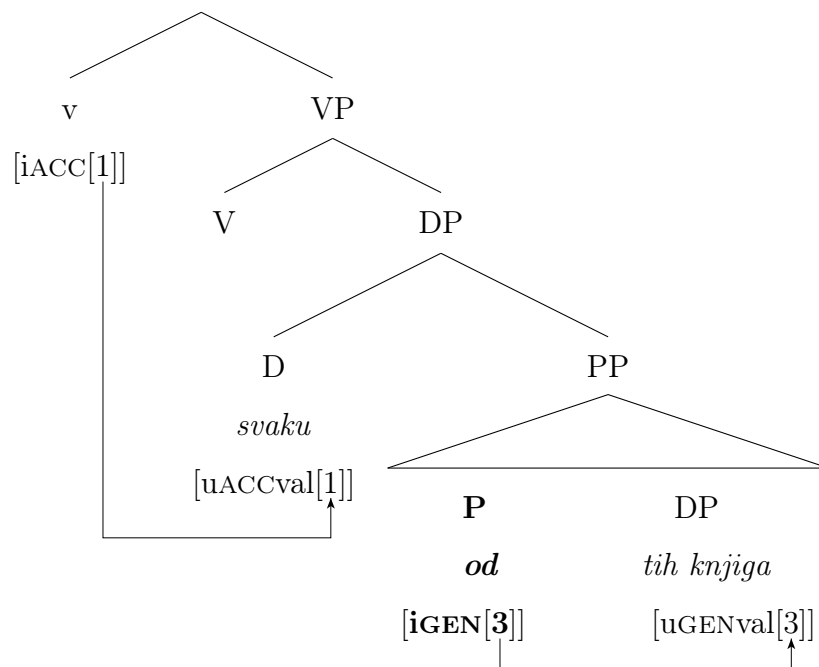 v VP
[iACC[1]]
V DP
D PP
svaku
[uACCval[1]]
P DP
od tih knjiga
[iGEN[3]] [uGENval[3]]